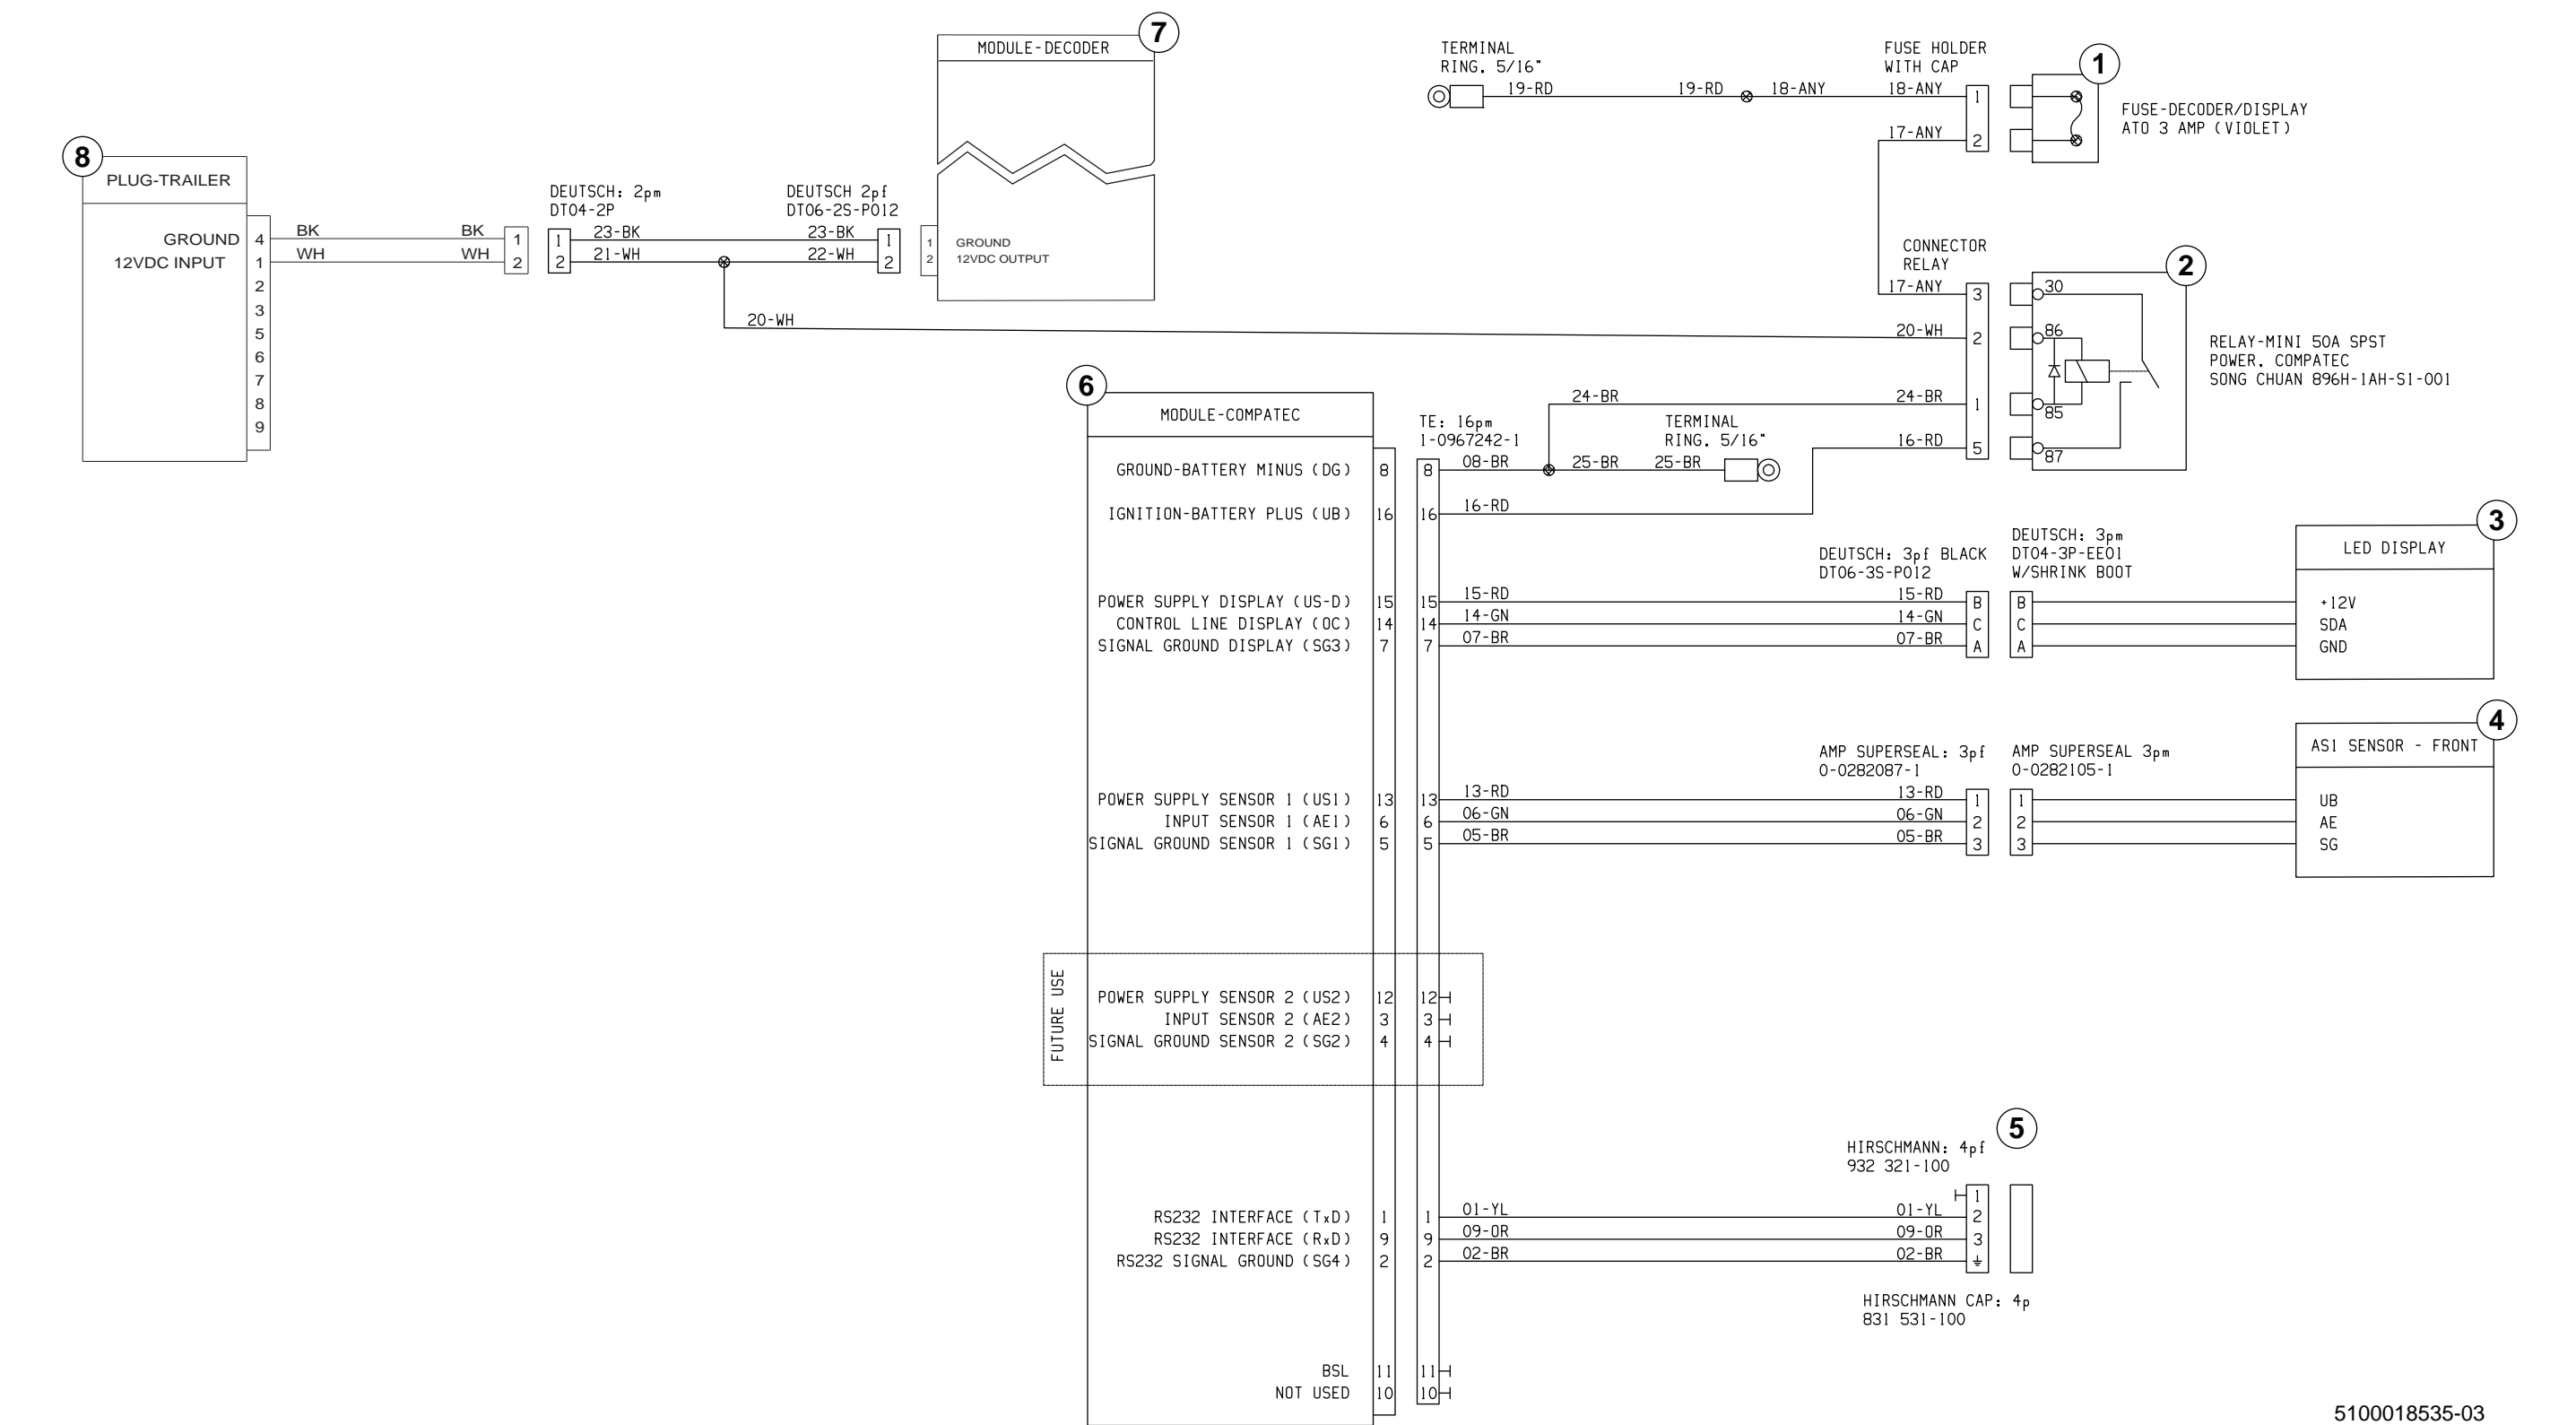 7
MODULE-DECODER
GROUND
12VDC OUTPUT
1
2
8
PLUG-TRAILER
GROUND
12VDC INPUT
4
1
2
3
5
6
7
8
9
BK BK
WH WH
1
2
DEUTSCH: 2pm
DT04-2P
1
2
23-BK 23-BK
21-WH 22-WH
DEUTSCH 2pf
DT06-2S-P012
1
2
20-WH 20-WH
TERMINAL
RING, 5/16"
19-RD 19-RD 18-ANY 18-ANY
FUSE HOLDER
WITH CAP
17-ANY
1
2
1
FUSE-DECODER/DISPLAY
ATO 3 AMP (VIOLET)
CONNECTOR
RELAY
17-ANY
3
2
1
5
2
30
86
85
87
RELAY-MINI 50A SPST
POWER, COMPATEC
SONG CHUAN 896H-1AH-S1-001
24-BR 24-BR
TERMINAL
RING, 5/16"
16-RD
6
MODULE-COMPATEC
TE: 16pm
1-0967242-1
GROUND-BATTERY MINUS (DG) 8 8 08-BR 25-BR 25-BR
IGNITION-BATTERY PLUS (UB) 16 16 16-RD
DEUTSCH: 3pf BLACK
DT06-3S-P012
DEUTSCH: 3pm
DT04-3P-EE01
W/SHRINK BOOT
3
LED DISPLAY
POWER SUPPLY DISPLAY (US-D) 15 15 15-RD 15-RD B B +12V
CONTROL LINE DISPLAY (OC) 14 14 14-GN 14-GN C C SDA
SIGNAL GROUND DISPLAY (SG3) 7 7 07-BR 07-BR A A GND
AMP SUPERSEAL: 3pf
0-0282087-1
AMP SUPERSEAL 3pm
0-0282105-1
4
AS1 SENSOR - FRONT
POWER SUPPLY SENSOR 1 (US1) 13 13 13-RD 13-RD 1 1 UB
INPUT SENSOR 1 (AE1) 6 6 06-GN 06-GN 2 2 AE
SIGNAL GROUND SENSOR 1 (SG1) 5 5 05-BR 05-BR 3 3 SG
FUTURE USE
POWER SUPPLY SENSOR 2 (US2) 12 12
INPUT SENSOR 2 (AE2) 3 3
SIGNAL GROUND SENSOR 2 (SG2) 4 4
5
HIRSCHMANN: 4pf
932 321-100
1
RS232 INTERFACE (TxD) 1 1 01-YL 01-YL 2
RS232 INTERFACE (RxD) 9 9 09-OR 09-OR 3
RS232 SIGNAL GROUND (SG4) 2 2 02-BR 02-BR
HIRSCHMANN CAP: 4p
831 531-100
BSL 11 11
NOT USED 10 10
5100018535-03